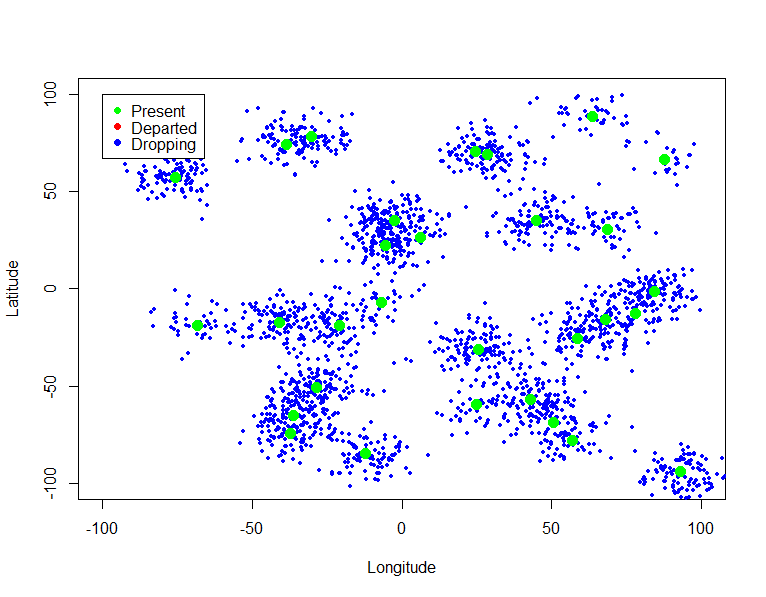 Present
Departed
Dropping
100
50
0
-50
-100
Latitude
-100 -50 0 50 100
Longitude